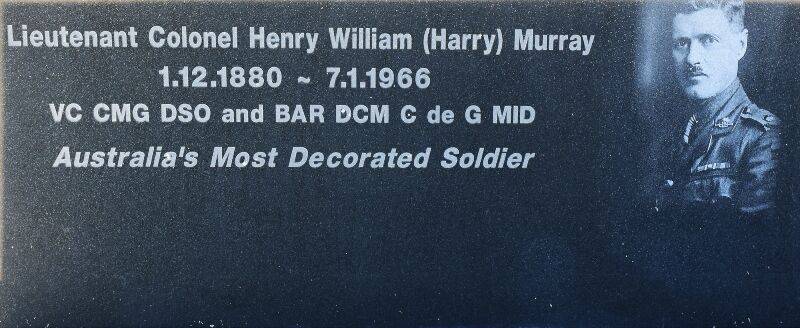 Lieutenant Colonel Henry William (Harry) Murray
1.12.1880 ~ 7.1.1966
VC CMG DSO and BAR DCM C de G MID
Australia's Most Decorated Soldier